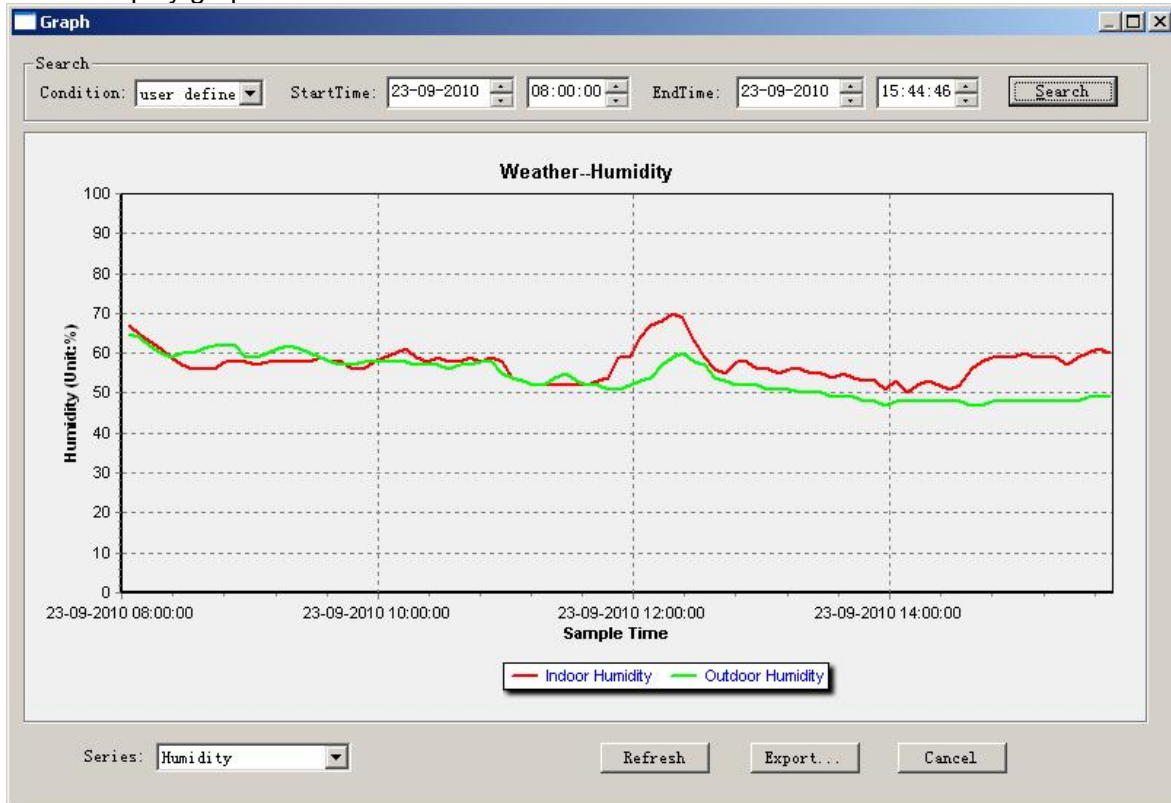 Graph
Search
Condition: user define StartTime: 23-09-2010 08:00:00 EndTime: 23-09-2010 15:44:46 Search
Weather--Humidity
100
90
80
70
60
50
40
30
20
10
0
Humidity (Unit:%)
23-09-2010 08:00:00 23-09-2010 10:00:00 23-09-2010 12:00:00 23-09-2010 14:00:00
Sample Time
Indoor Humidity Outdoor Humidity
Series: Humidity Refresh Export... Cancel